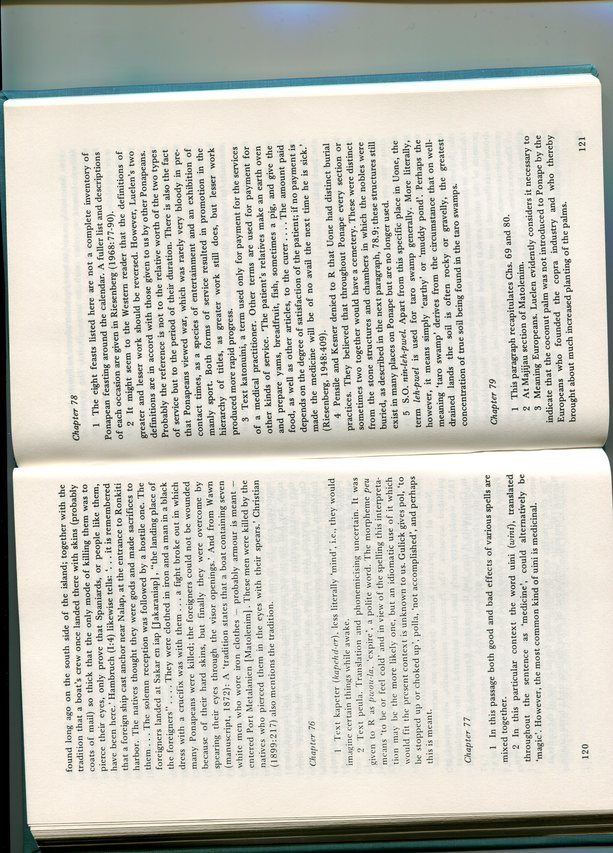 found long ago on the south side of the island; together with the
tradition that a boat's crew once landed there with skins (probably
coats of mail) so thick that the only mode of killing them was to
pierce their eyes, only prove that Spaniards, or people like them,
have been here.' Hambruch (I:4) likewise tells: '. . . it is remembered
that a foreign ship cast anchor near Nalap, at the entrance to Ronkiti
harbor. The natives thought they were gods and made sacrifices to
them . . . The solemn reception was followed by a hostile one. The
foreigners landed at Sakar en iap [Jakaraniap], "the landing place of
the foreigners" . . . . They were clothed in iron and a man in a black
dress with a crucifix was with them . . . a fight broke out in which
many Ponapeans were killed; the foreigners could not be wounded
because of their hard skins, but finally they were overcome by
spearing their eyes through the visor openings.' And from Wawn
(manuscript, 1872): A 'tradition states that a boat containing seven
white men who wore iron clothes — probably armour is meant —
entered Port Metalanien [Matolenim]. These men were killed by the
natives who pierced them in the eyes with their spears.' Christian
(1899:217) also mentions the tradition.
Chapter 76
1 Text kapeter (kapehd-er), less literally 'mind', i.e., they would
imagine certain things while awake.
2 Text peula. Translation and phonemicising uncertain. It was
given to R as pwou-la, 'expire', a polite word. The morpheme peu
means 'to be or feel cold' and in view of the spelling this interpreta-
tion may be the more likely one, but an idiomatic use of it which
would fit the present context is unknown to us. Gulick gives pol, 'to
be stopped up or choked up', polla, 'not accomplished', and perhaps
this is meant.
Chapter 77
1 In this passage both good and bad effects of various spells are
mixed together.
2 In this particular context the word uini (wini), translated
throughout the sentence as 'medicine', could alternatively be
'magic'. However, the most common kind of uini is medicinal.
120
Chapter 78
1 The eight feasts listed here are not a complete inventory of
Ponapean feasting around the calendar. A fuller list and descriptions
of each occasion are given in Riesenberg (1968:77-90).
2 It might seem to the Western reader that the definitions of
greater and lesser work should be reversed. However, Luelen's two
definitions are in accord with those given to us by other Ponapeans.
Probably the reference is not to the relative worth of the two types
of service but to the period of their duration. There is also the fact
that Ponapeans viewed war, which was rarely very bloody in pre-
contact times, as a species of entertainment and an exhibition of
manly sport. Both forms of service resulted in promotion in the
hierarchy of titles, as greater work still does, but lesser work
produced more rapid progress.
3 Text katonuini, a term used only for payment for the services
of a medical practitioner. Other terms are used for payment for
other kinds of service. 'The patient's relatives make an earth oven
and prepare yams, breadfruit, fish, sometimes a pig, and give the
food, as well as other articles, to the curer . . . . The amount paid
depends on the degree of satisfaction of the patient; if no payment is
made the medicine will be of no avail the next time he is sick.'
(Riesenberg, 1948:409).
4 Pensile and Kesner denied to R that Uone had distinct burial
practices. They believed that throughout Ponape every section or
sometimes two together would have a cemetery. These were distinct
from the stone structures and chambers in which the nobles were
buried, as described in the next paragraph, 78.9; these structures still
exist in many places on Ponape but are no longer used.
5 S.O. nin-leh-pwel. Apart from this specific place in Uone, the
term leh-pwel is used for taro swamp generally. More literally,
however, it means simply 'earthy' or 'muddy pond'. Perhaps the
meaning 'taro swamp' derives from the circumstance that on well-
drained lands the soil is often rocky or gravelly, the greatest
concentration of true soil being found in the taro swamps.
Chapter 79
1 This paragraph recapitulates Chs. 69 and 80.
2 At Majijau section of Matolenim.
3 Meaning Europeans. Luelen evidently considers it necessary to
indicate that the coconut palm was not introduced to Ponape by the
Europeans who founded the copra industry and who thereby
brought about much increased planting of the palms.
121